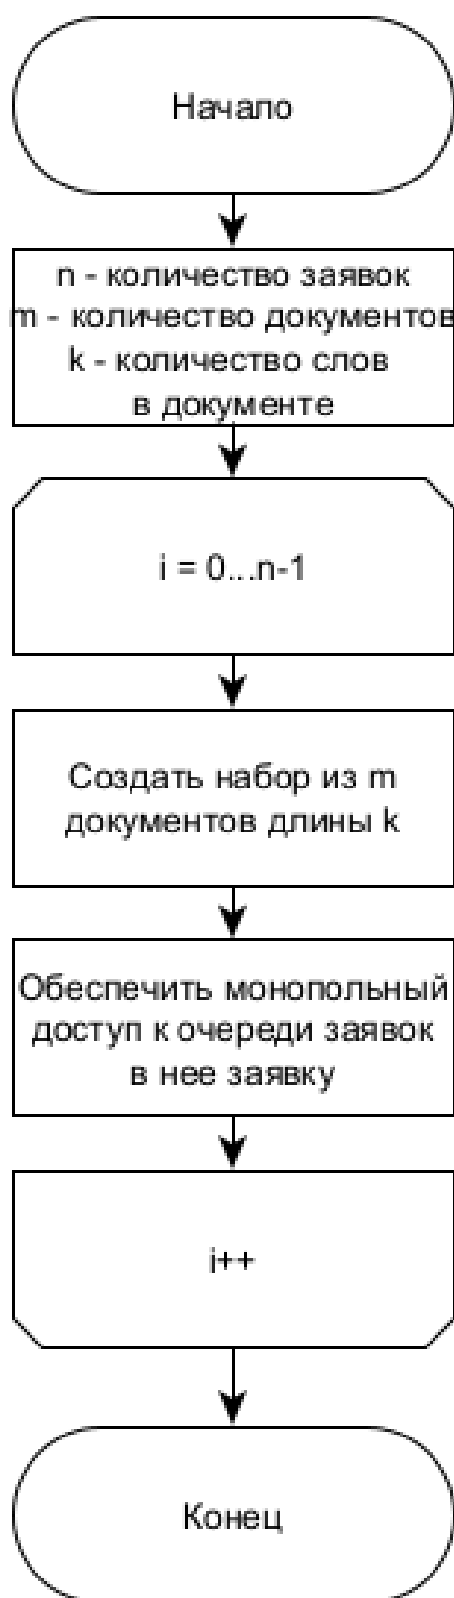 Начало
n - количество заявок
m - количество документов
k - количество слов
в документе
i = 0...n-1
Создать набор из m
документов длины k
Обеспечить монопольный
доступ к очереди заявок
в нее заявку
i++
Конец